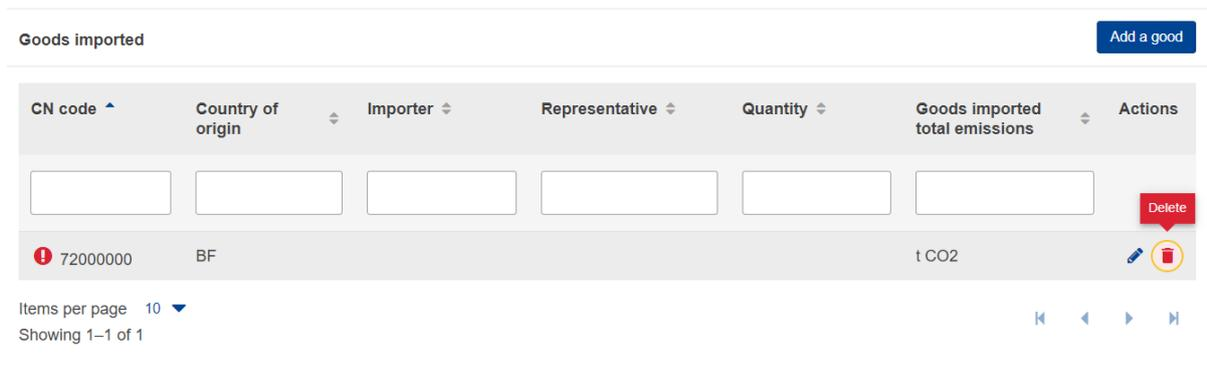 Goods imported
Add a good
CN code Country of origin Importer Representative Quantity Goods imported total emissions Actions
Delete
72000000 BF t CO2
Items per page 10
Showing 1–1 of 1